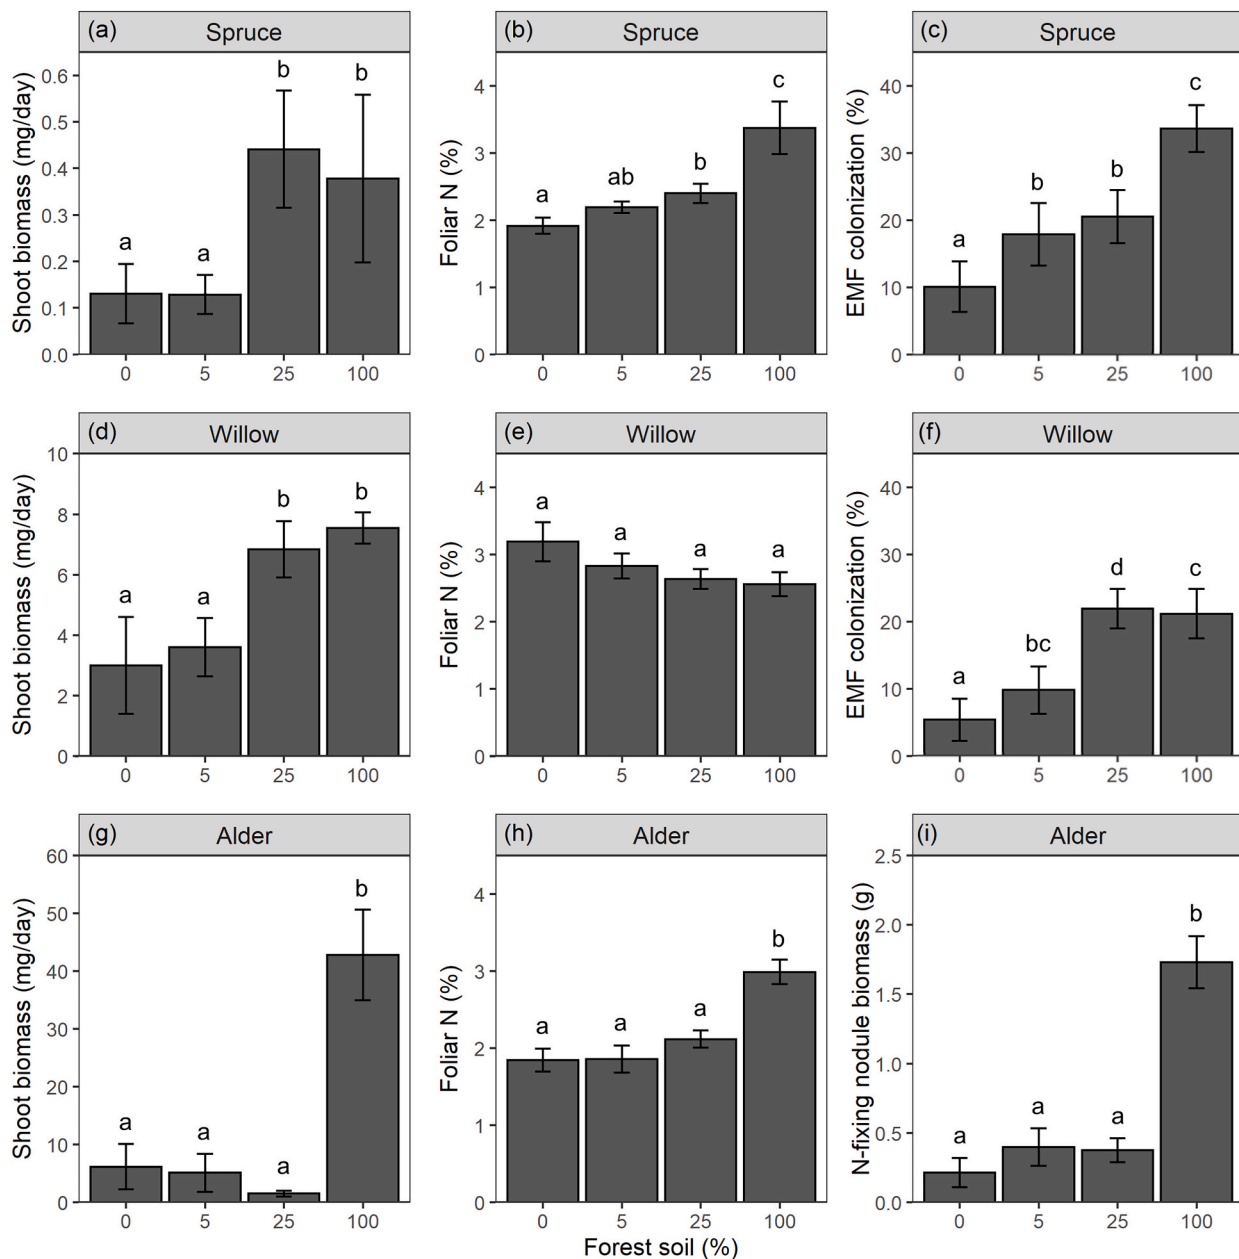 (a) Spruce
Shoot biomass (mg/day)
0.6
0.5
0.4
0.3
0.2
0.1
0.0
a a b b
0 5 25 100
(b) Spruce
Foliar N (%)
4
3
2
1
0
a ab b c
0 5 25 100
(c) Spruce
EMF colonization (%)
40
30
20
10
0
a b b c
0 5 25 100
(d) Willow
Shoot biomass (mg/day)
10
8
6
4
2
0
a a b b
0 5 25 100
(e) Willow
Foliar N (%)
4
3
2
1
0
a a a a
0 5 25 100
(f) Willow
EMF colonization (%)
40
30
20
10
0
a bc d c
0 5 25 100
(g) Alder
Shoot biomass (mg/day)
60
50
40
30
20
10
0
a a a b
0 5 25 100
(h) Alder
Foliar N (%)
4
3
2
1
0
a a a b
0 5 25 100
(i) Alder
N-fixing nodule biomass (g)
2.5
2.0
1.5
1.0
0.5
0.0
a a a b
0 5 25 100
Forest soil (%)